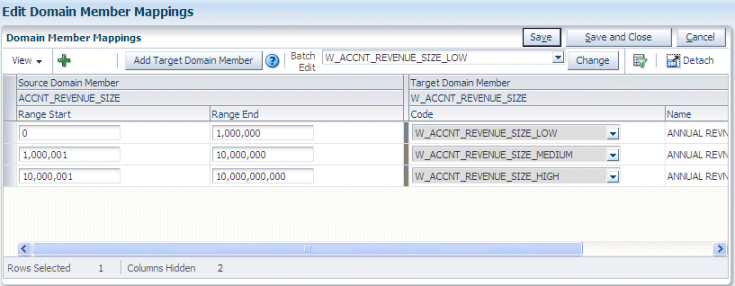 Edit Domain Member Mappings
Domain Member Mappings Save Save and Close Cancel
View Add Target Domain Member ? Batch Edit W_ACCNT_REVENUE_SIZE_LOW Change Detach
Source Domain Member Target Domain Member
ACCNT_REVENUE_SIZE W_ACCNT_REVENUE_SIZE
Range Start Range End Code Name
0 1,000,000 W_ACCNT_REVENUE_SIZE_LOW ANNUAL REVN
1,000,001 10,000,000 W_ACCNT_REVENUE_SIZE_MEDIUM ANNUAL REVN
10,000,001 10,000,000,000 W_ACCNT_REVENUE_SIZE_HIGH ANNUAL REVN
Rows Selected 1 Columns Hidden 2